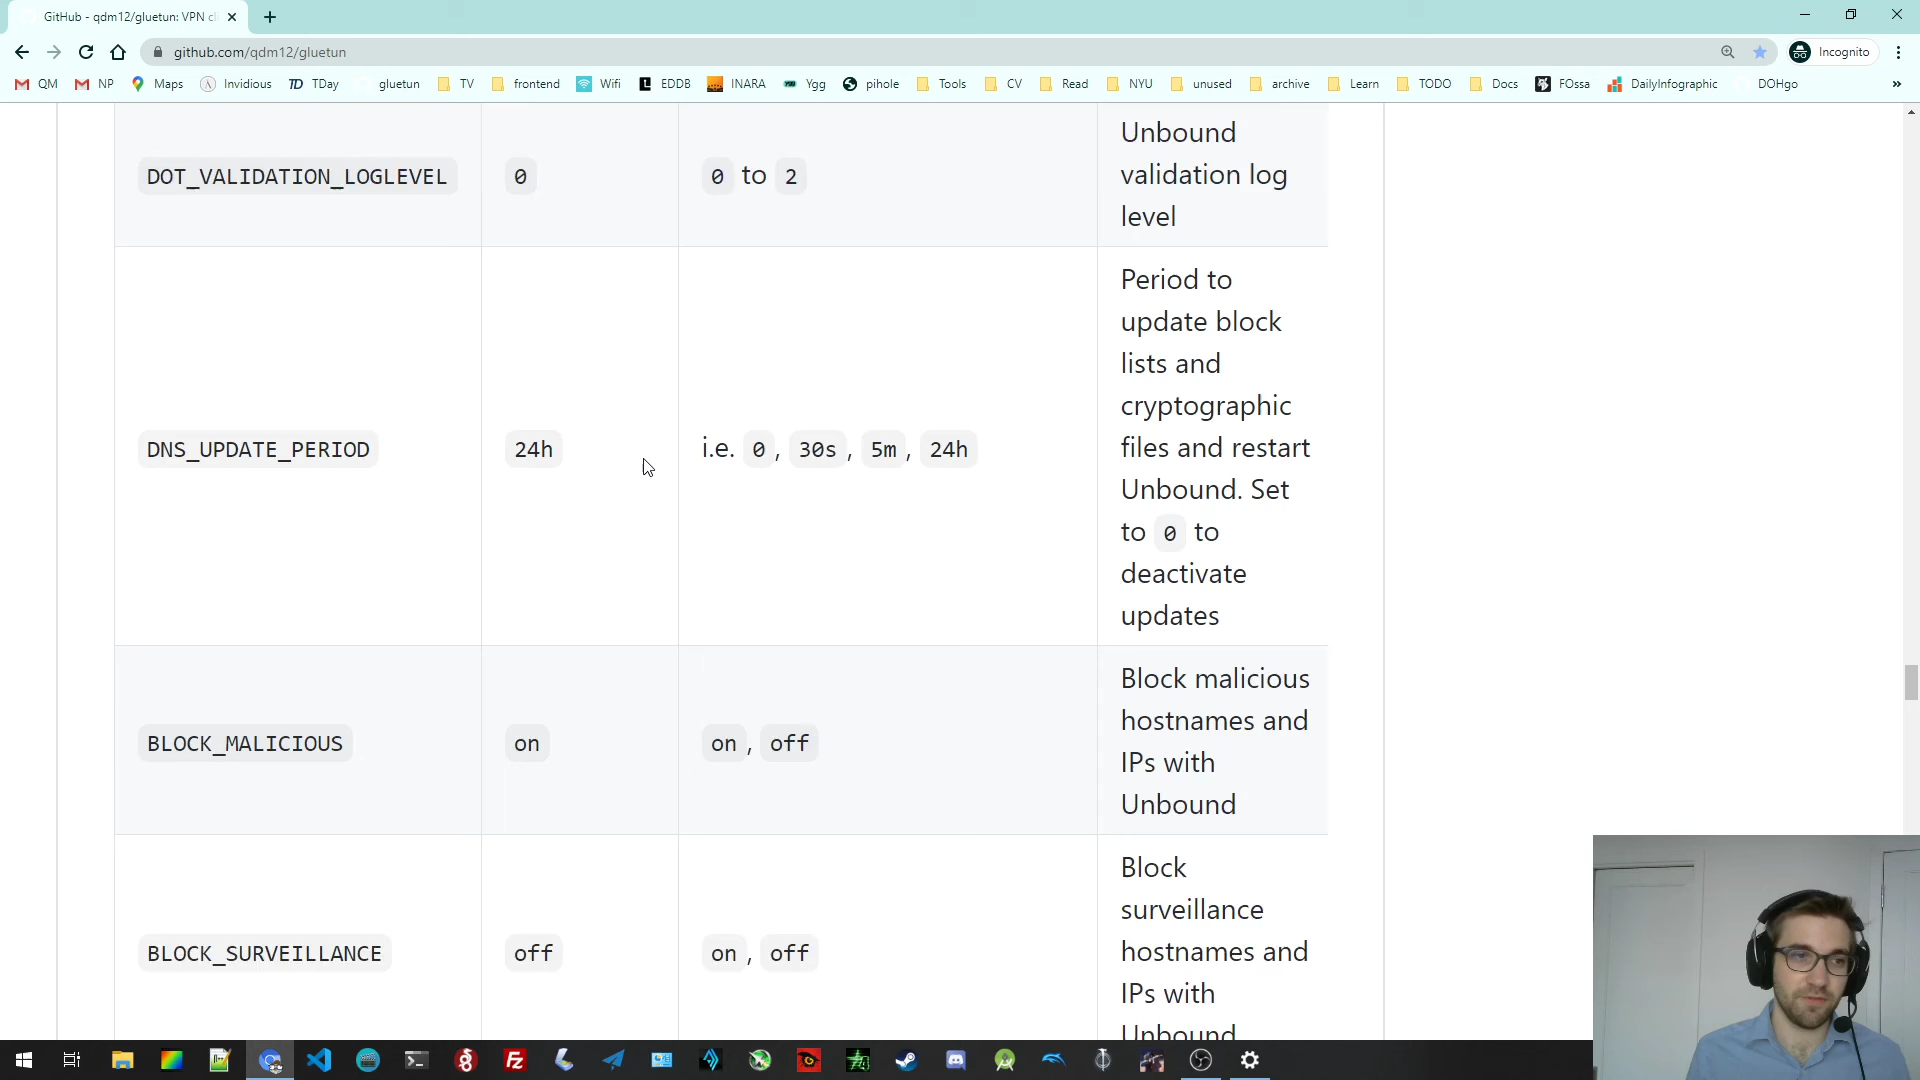 GitHub - qdm12/gluetun: VPN cl
github.com/qdm12/gluetun
Incognito
QM
NP
Maps
Invidious
TD TDay
gluetun
TV
frontend
Wifi
EDDB
INARA
Ygg
pihole
Tools
CV
Read
NYU
unused
archive
Learn
TODO
Docs
FOssa
DailyInfographic
DOHgo
»
DOT_VALIDATION_LOGLEVEL
0
0 to 2
Unbound
validation log
level
DNS_UPDATE_PERIOD
24h
i.e. 0, 30s, 5m, 24h
Period to
update block
lists and
cryptographic
files and restart
Unbound. Set
to 0 to
deactivate
updates
BLOCK_MALICIOUS
on
on, off
Block malicious
hostnames and
IPs with
Unbound
BLOCK_SURVEILLANCE
off
on, off
Block
surveillance
hostnames and
IPs with
Unbound